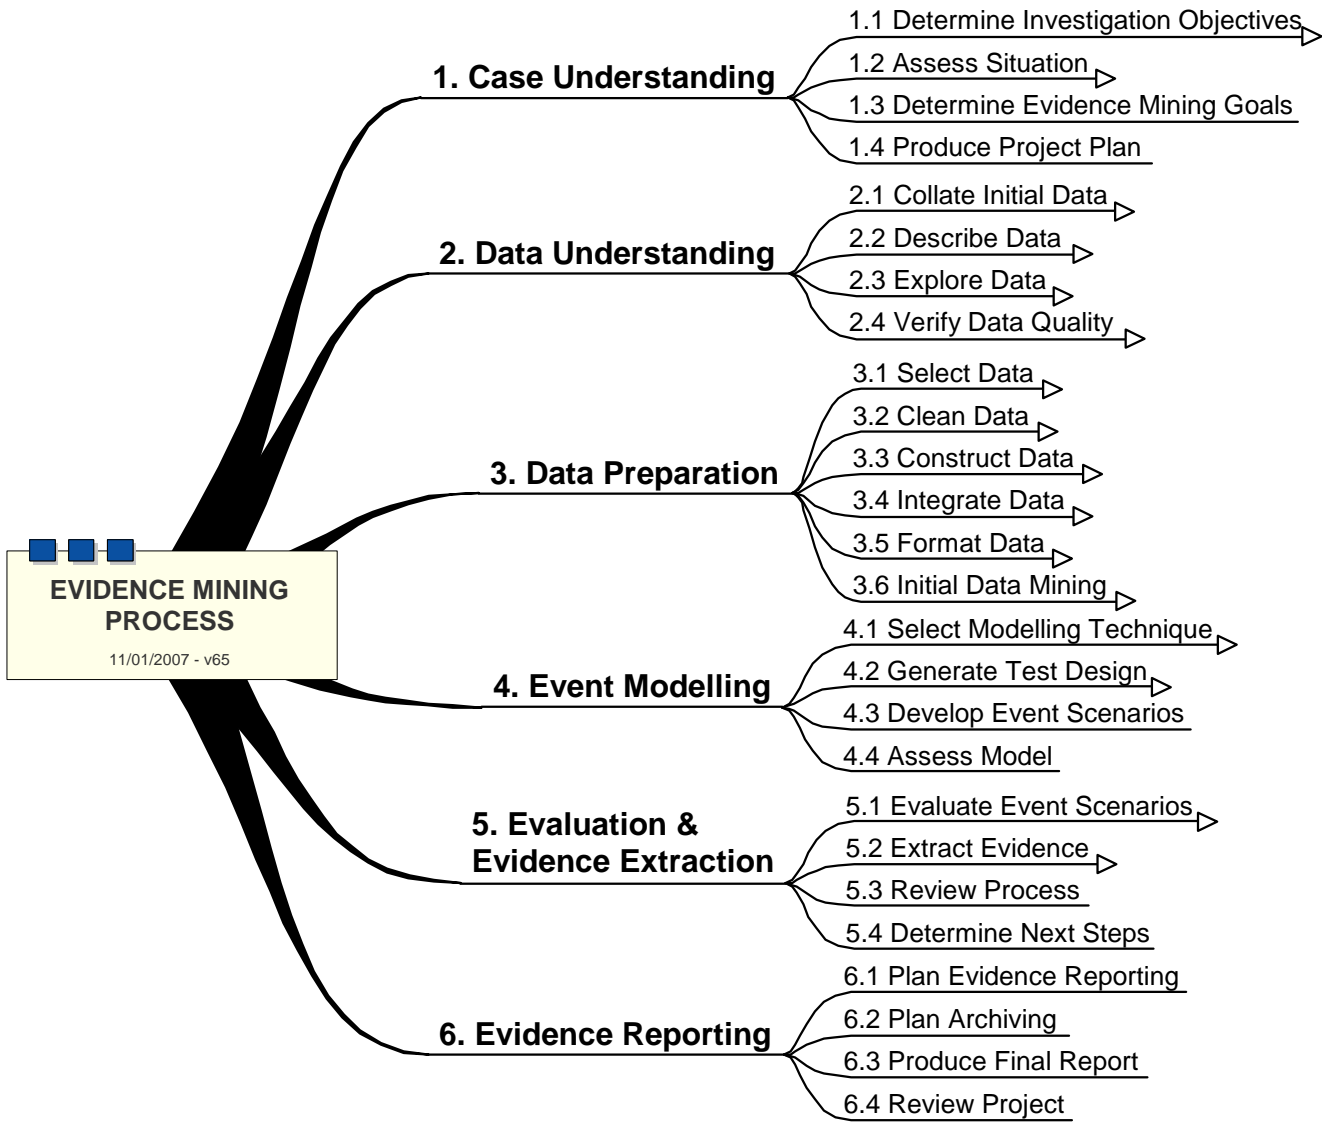 EVIDENCE MINING
PROCESS
11/01/2007 - v65
1. Case Understanding
1.1 Determine Investigation Objectives
1.2 Assess Situation
1.3 Determine Evidence Mining Goals
1.4 Produce Project Plan
2. Data Understanding
2.1 Collate Initial Data
2.2 Describe Data
2.3 Explore Data
2.4 Verify Data Quality
3. Data Preparation
3.1 Select Data
3.2 Clean Data
3.3 Construct Data
3.4 Integrate Data
3.5 Format Data
3.6 Initial Data Mining
4. Event Modelling
4.1 Select Modelling Technique
4.2 Generate Test Design
4.3 Develop Event Scenarios
4.4 Assess Model
5. Evaluation &
Evidence Extraction
5.1 Evaluate Event Scenarios
5.2 Extract Evidence
5.3 Review Process
5.4 Determine Next Steps
6. Evidence Reporting
6.1 Plan Evidence Reporting
6.2 Plan Archiving
6.3 Produce Final Report
6.4 Review Project